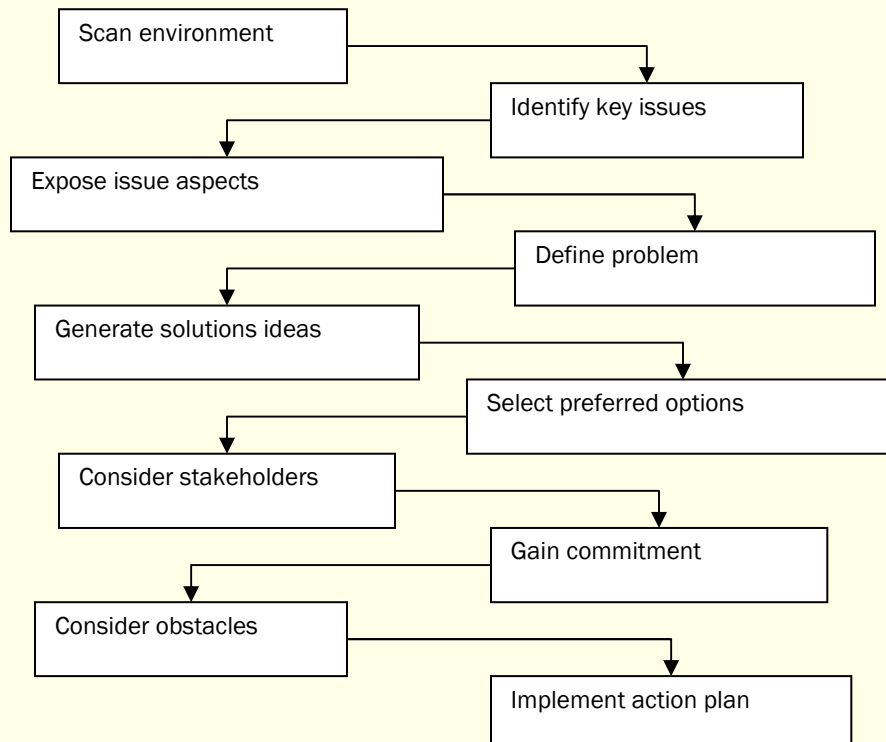 Scan environment
Identify key issues
Expose issue aspects
Define problem
Generate solutions ideas
Select preferred options
Consider stakeholders
Gain commitment
Consider obstacles
Implement action plan